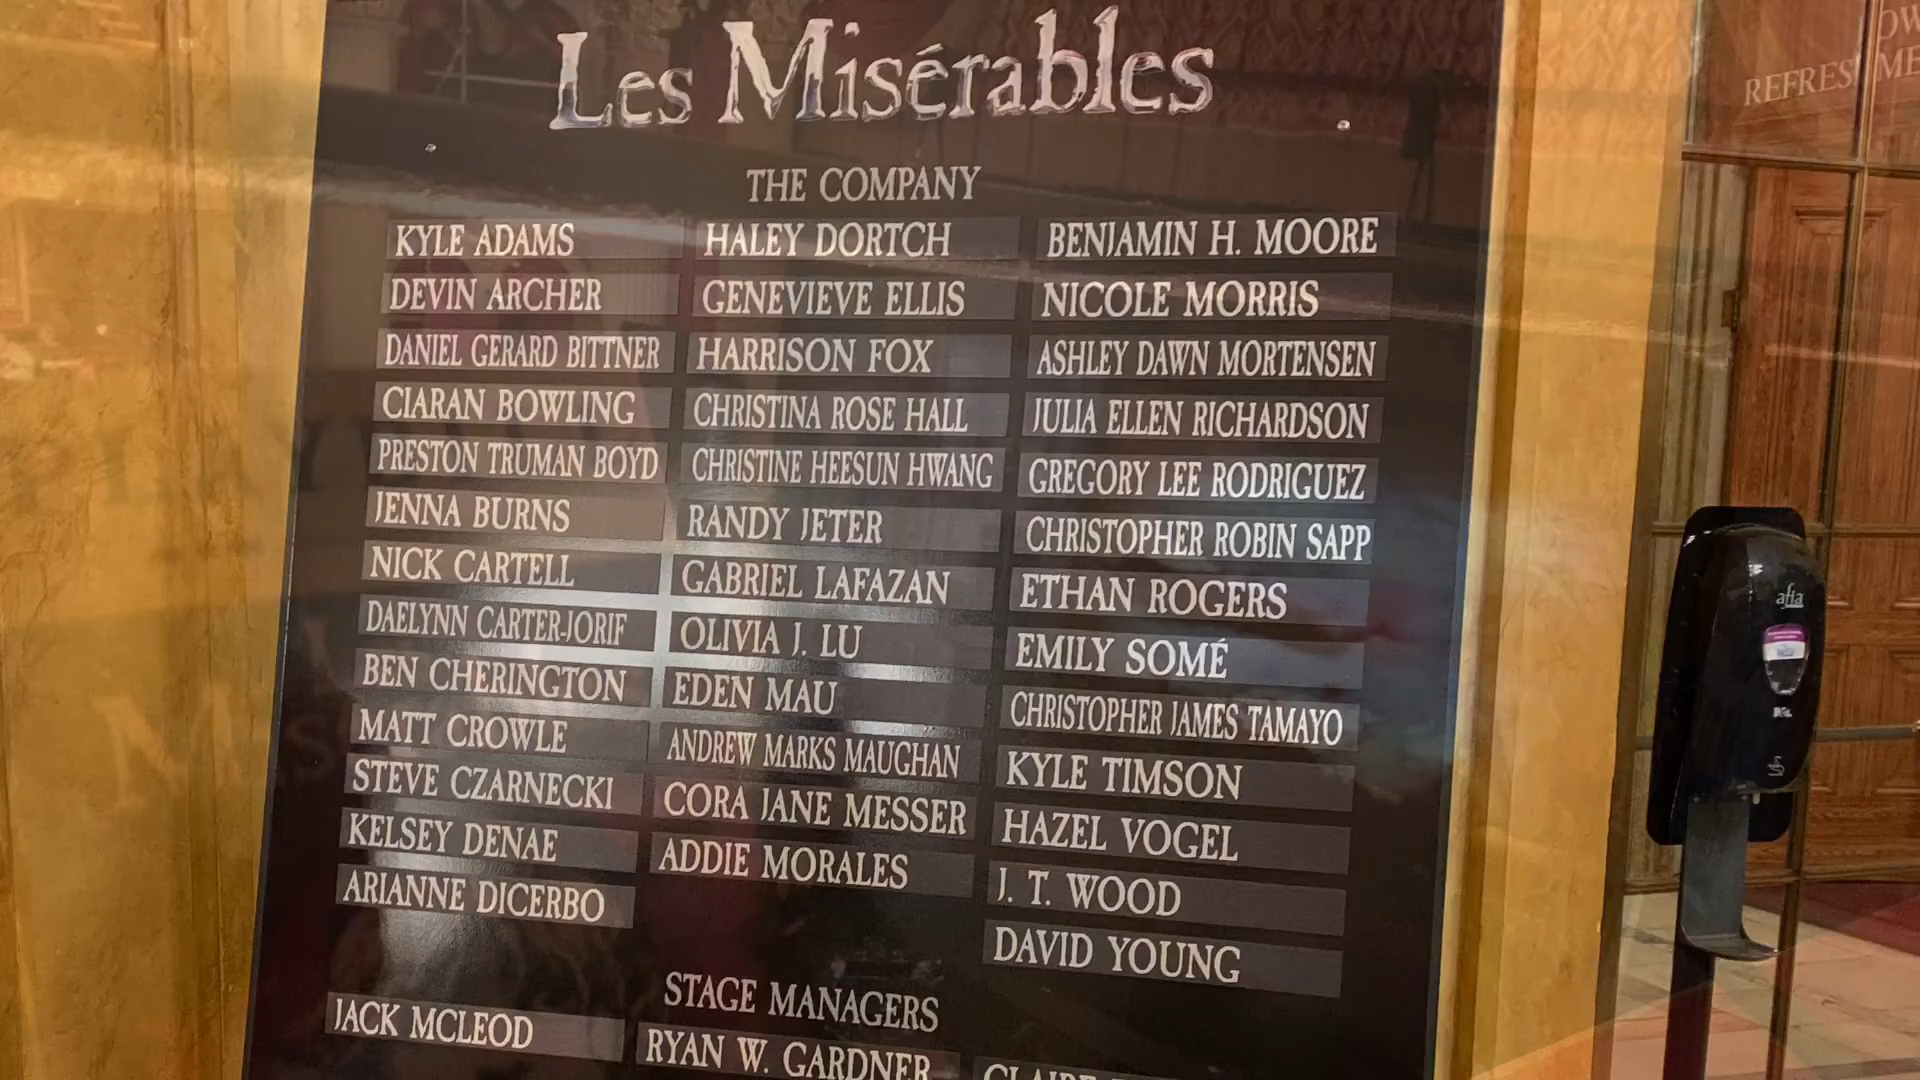 Les Misérables
THE COMPANY
KYLE ADAMS
DEVIN ARCHER
DANIEL GERARD BITTNER
CIARAN BOWLING
PRESTON TRUMAN BOYD
JENNA BURNS
NICK CARTELL
DAELYNN CARTER-JORIF
BEN CHERINGTON
MATT CROWLE
STEVE CZARNECKI
KELSEY DENAE
ARIANNE DICERBO
HALEY DORTCH
GENEVIEVE ELLIS
HARRISON FOX
CHRISTINA ROSE HALL
CHRISTINE HEESUN HWANG
RANDY JETER
GABRIEL LAFAZAN
OLIVIA J. LU
EDEN MAU
ANDREW MARKS MAUGHAN
CORA JANE MESSER
ADDIE MORALES
BENJAMIN H. MOORE
NICOLE MORRIS
ASHLEY DAWN MORTENSEN
JULIA ELLEN RICHARDSON
GREGORY LEE RODRIGUEZ
CHRISTOPHER ROBIN SAPP
ETHAN ROGERS
EMILY SOMÉ
CHRISTOPHER JAMES TAMAYO
KYLE TIMSON
HAZEL VOGEL
J. T. WOOD
DAVID YOUNG
STAGE MANAGERS
JACK MCLEOD
RYAN W. GARDNER
afia